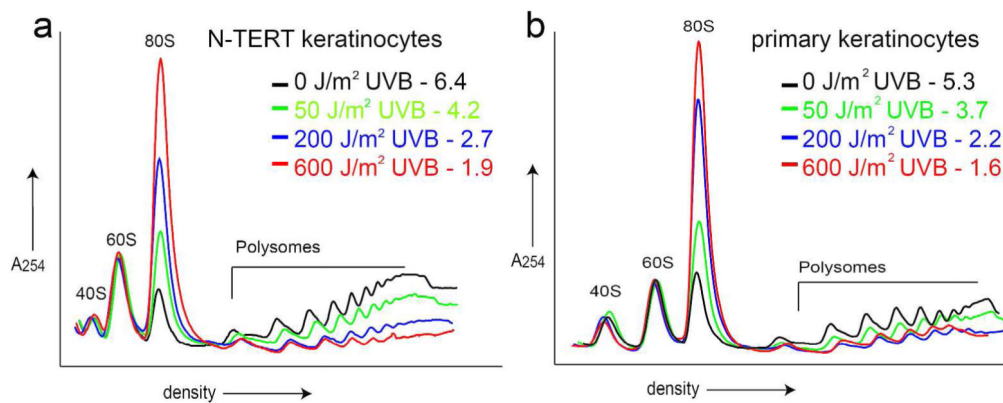 a
N-TERT keratinocytes
80S
0 J/m² UVB - 6.4
50 J/m² UVB - 4.2
200 J/m² UVB - 2.7
600 J/m² UVB - 1.9
60S
Polysomes
A254
40S
density
b
primary keratinocytes
80S
0 J/m² UVB - 5.3
50 J/m² UVB - 3.7
200 J/m² UVB - 2.2
600 J/m² UVB - 1.6
60S
Polysomes
A254
40S
density